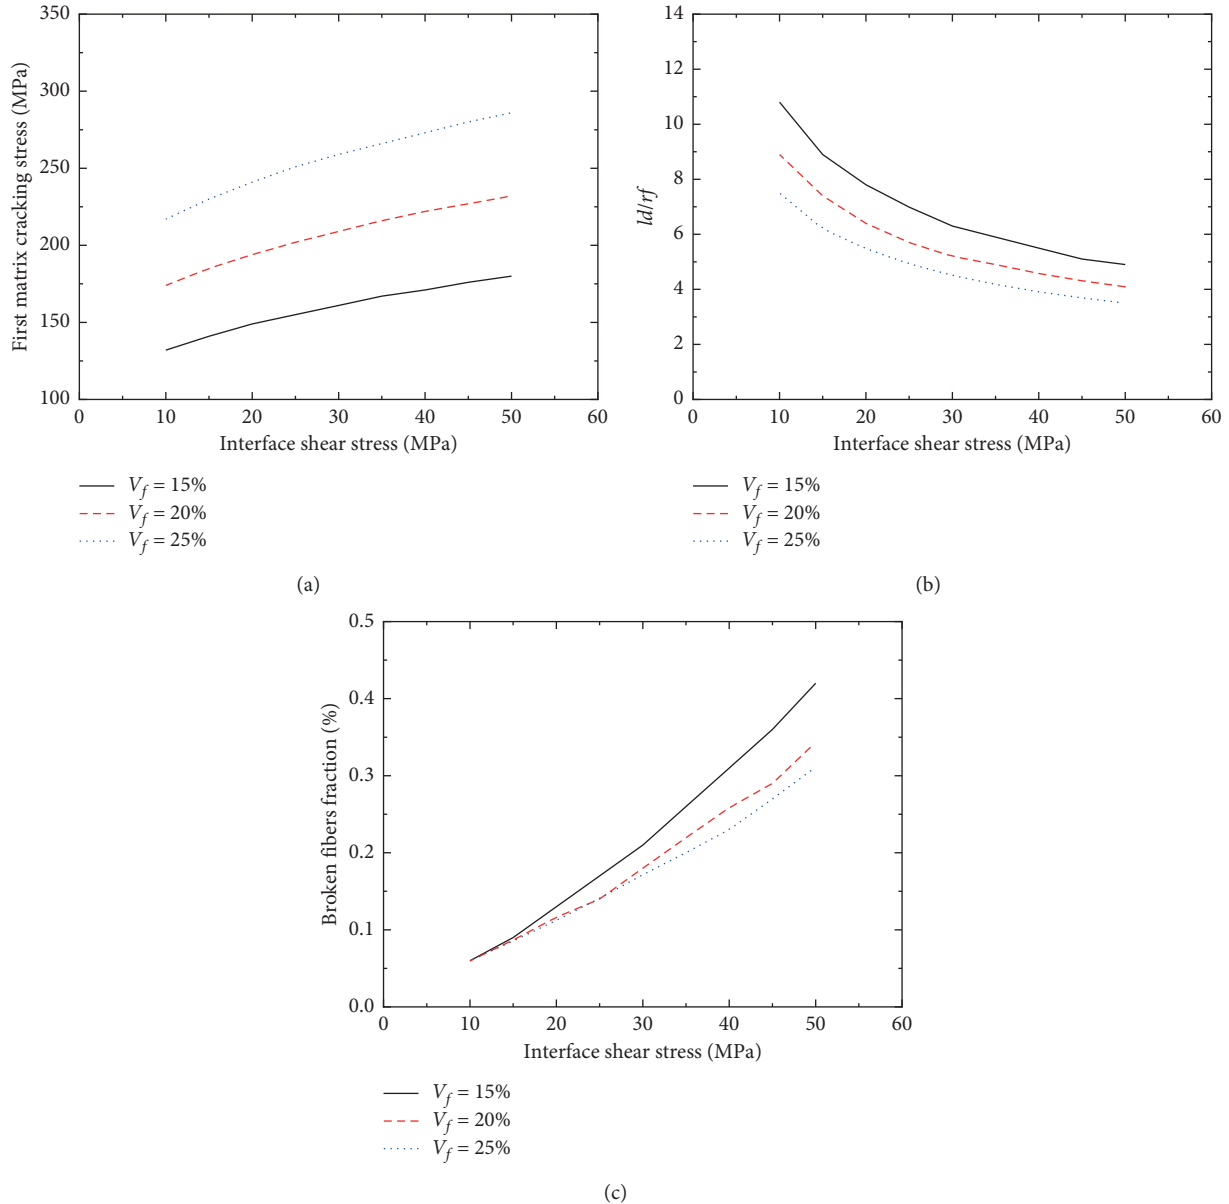 350
300
250
200
150
100
First matrix cracking stress (MPa)
0 10 20 30 40 50 60
Interface shear stress (MPa)
V_f = 15%
V_f = 20%
V_f = 25%
(a)
14
12
10
8
6
4
2
0
ld/rf
0 10 20 30 40 50 60
Interface shear stress (MPa)
V_f = 15%
V_f = 20%
V_f = 25%
(b)
0.5
0.4
0.3
0.2
0.1
0.0
Broken fibers fraction (%)
0 10 20 30 40 50 60
Interface shear stress (MPa)
V_f = 15%
V_f = 20%
V_f = 25%
(c)